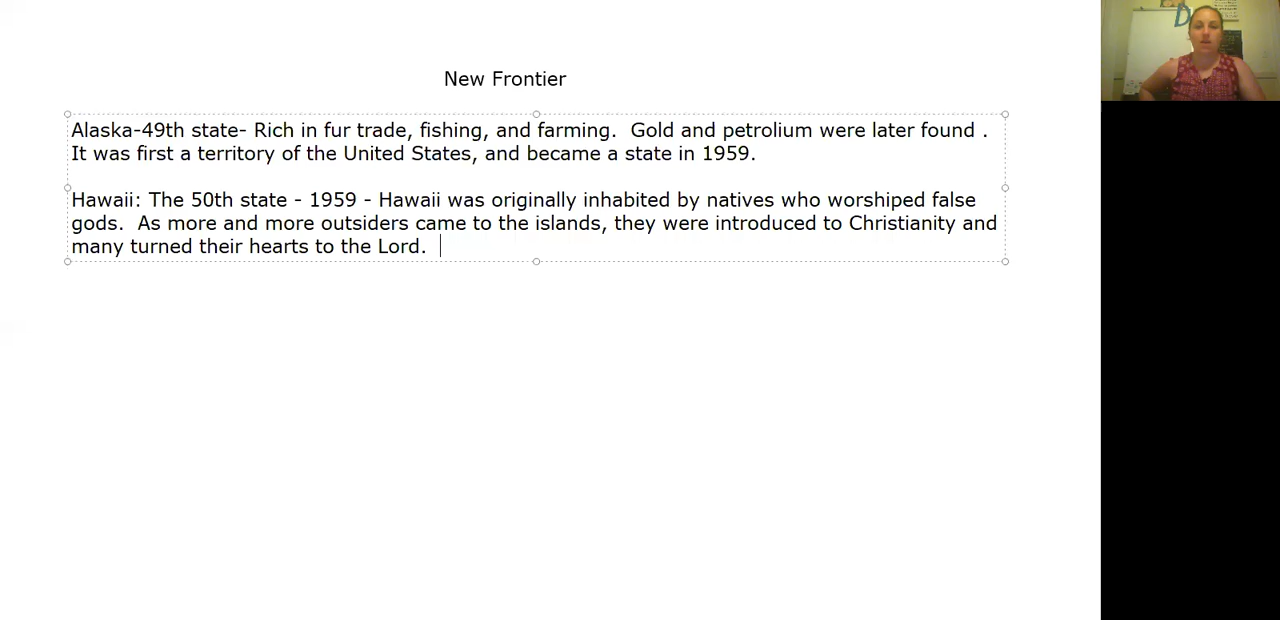 New Frontier
Alaska-49th state- Rich in fur trade, fishing, and farming.  Gold and petrolium were later found .
It was first a territory of the United States, and became a state in 1959.
Hawaii: The 50th state - 1959 - Hawaii was originally inhabited by natives who worshiped false
gods.  As more and more outsiders came to the islands, they were introduced to Christianity and
many turned their hearts to the Lord.
D